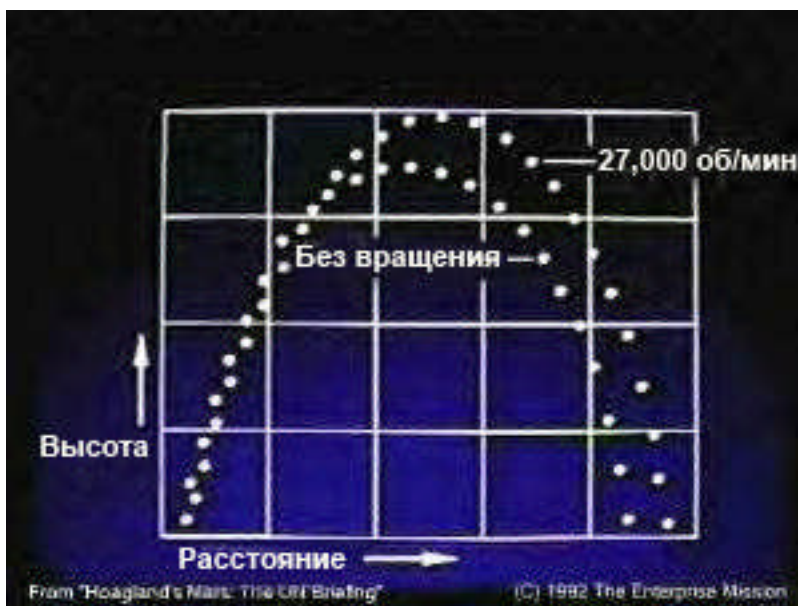 27,000 об/мин
Без вращения
Высота
Расстояние
From "Hoagland's Mars: The UN Briefing"
(C) 1992 The Enterprise Mission